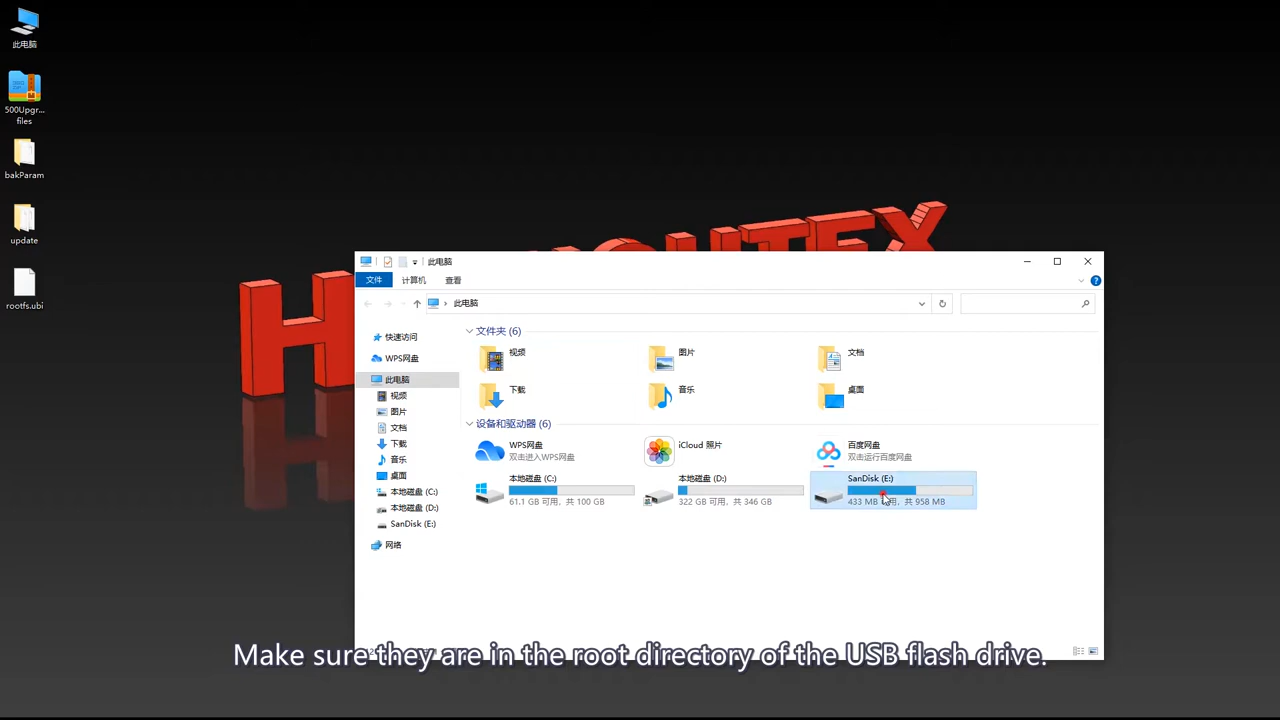 此电脑
500Upgr...
files
bakParam
update
rootfs.ubi
此电脑
文件
计算机
查看
此电脑
快速访问
WPS网盘
此电脑
视频
图片
文档
下载
音乐
桌面
本地磁盘 (C:)
本地磁盘 (D:)
SanDisk (E:)
网络
文件夹 (6)
视频
图片
文档
下载
音乐
桌面
设备和驱动器 (6)
WPS网盘
双击进入WPS网盘
iCloud 照片
百度网盘
双击运行百度网盘
本地磁盘 (C:)
61.1 GB 可用，共 100 GB
本地磁盘 (D:)
322 GB 可用，共 346 GB
SanDisk (E:)
433 MB 可用，共 958 MB
Make sure they are in the root directory of the USB flash drive.